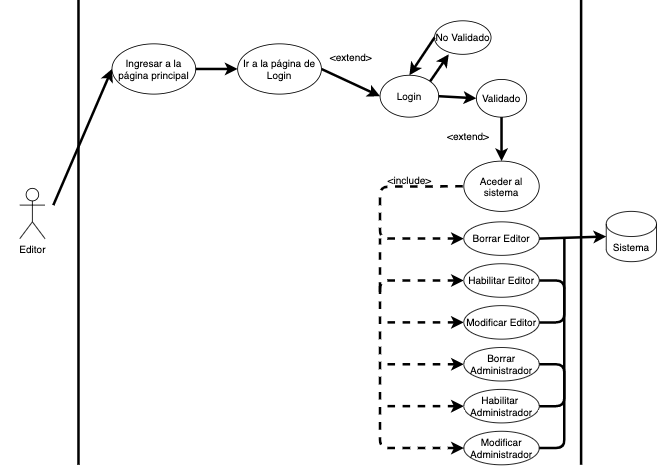 No Validado
Ingresar a la
página principal
Ir a la página de
Login
<extend>
Login
Validado
<extend>
<include>
Aceder al
sistema
Editor
Borrar Editor
Sistema
Habilitar Editor
Modificar Editor
Borrar
Administrador
Habilitar
Administrador
Modificar
Administrador